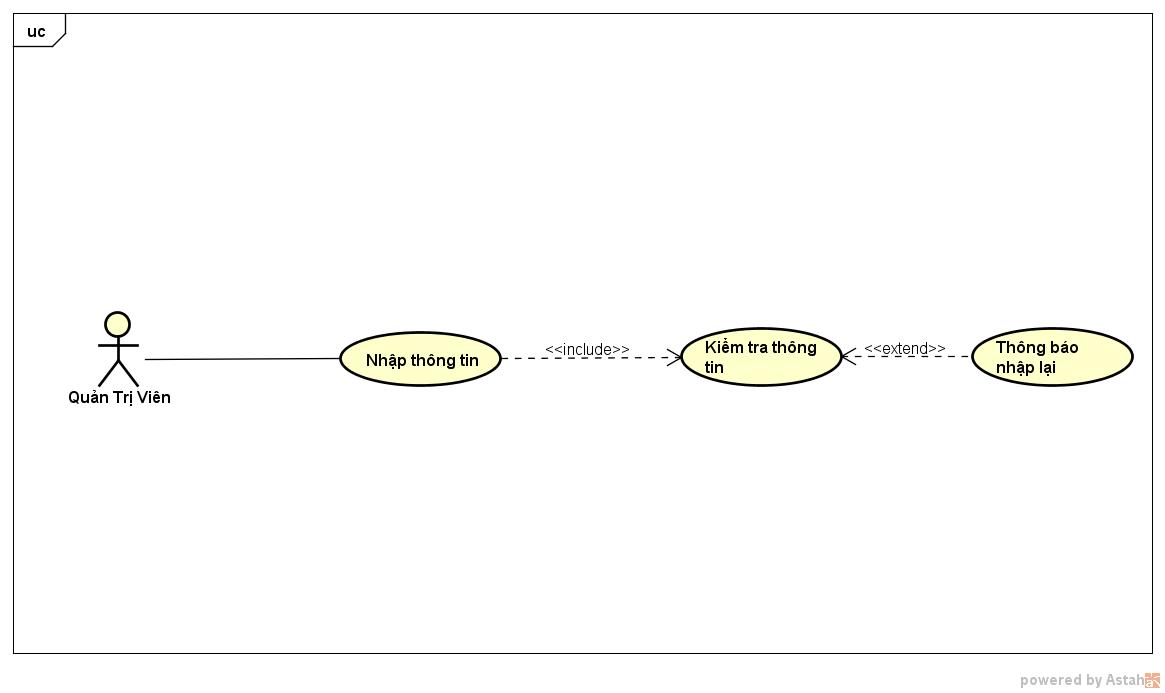 uc
Quản Trị Viên
Nhập thông tin
<<include>>
Kiểm tra thông
tin
<<extend>>
Thông báo
nhập lại
powered by Astah